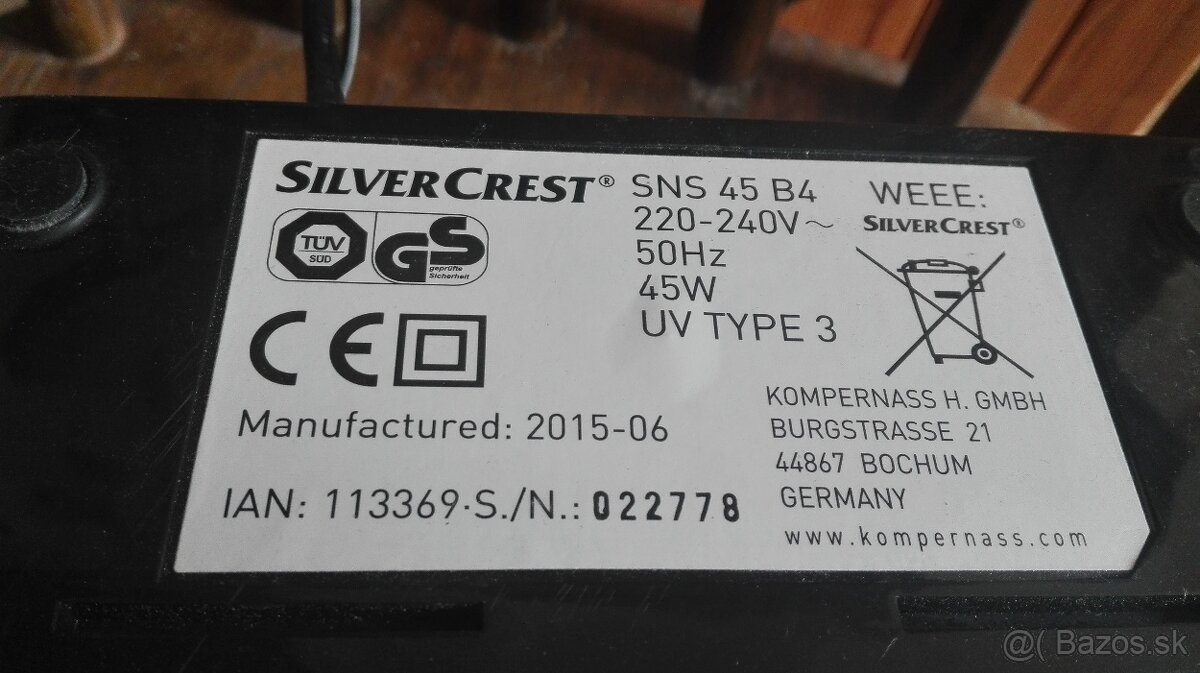 SILVERCREST® SNS 45 B4
220-240V~
50Hz
45W
UV TYPE 3
TÜV
SÜD
GS
geprüfte
Sicherheit
CE
Manufactured: 2015-06
IAN: 113369·S./N.: 022778
WEEE:
SILVERCREST®
KOMPERNASS H. GMBH
BURGSTRASSE 21
44867 BOCHUM
GERMANY
www.kompernass.com
@( Bazos.sk